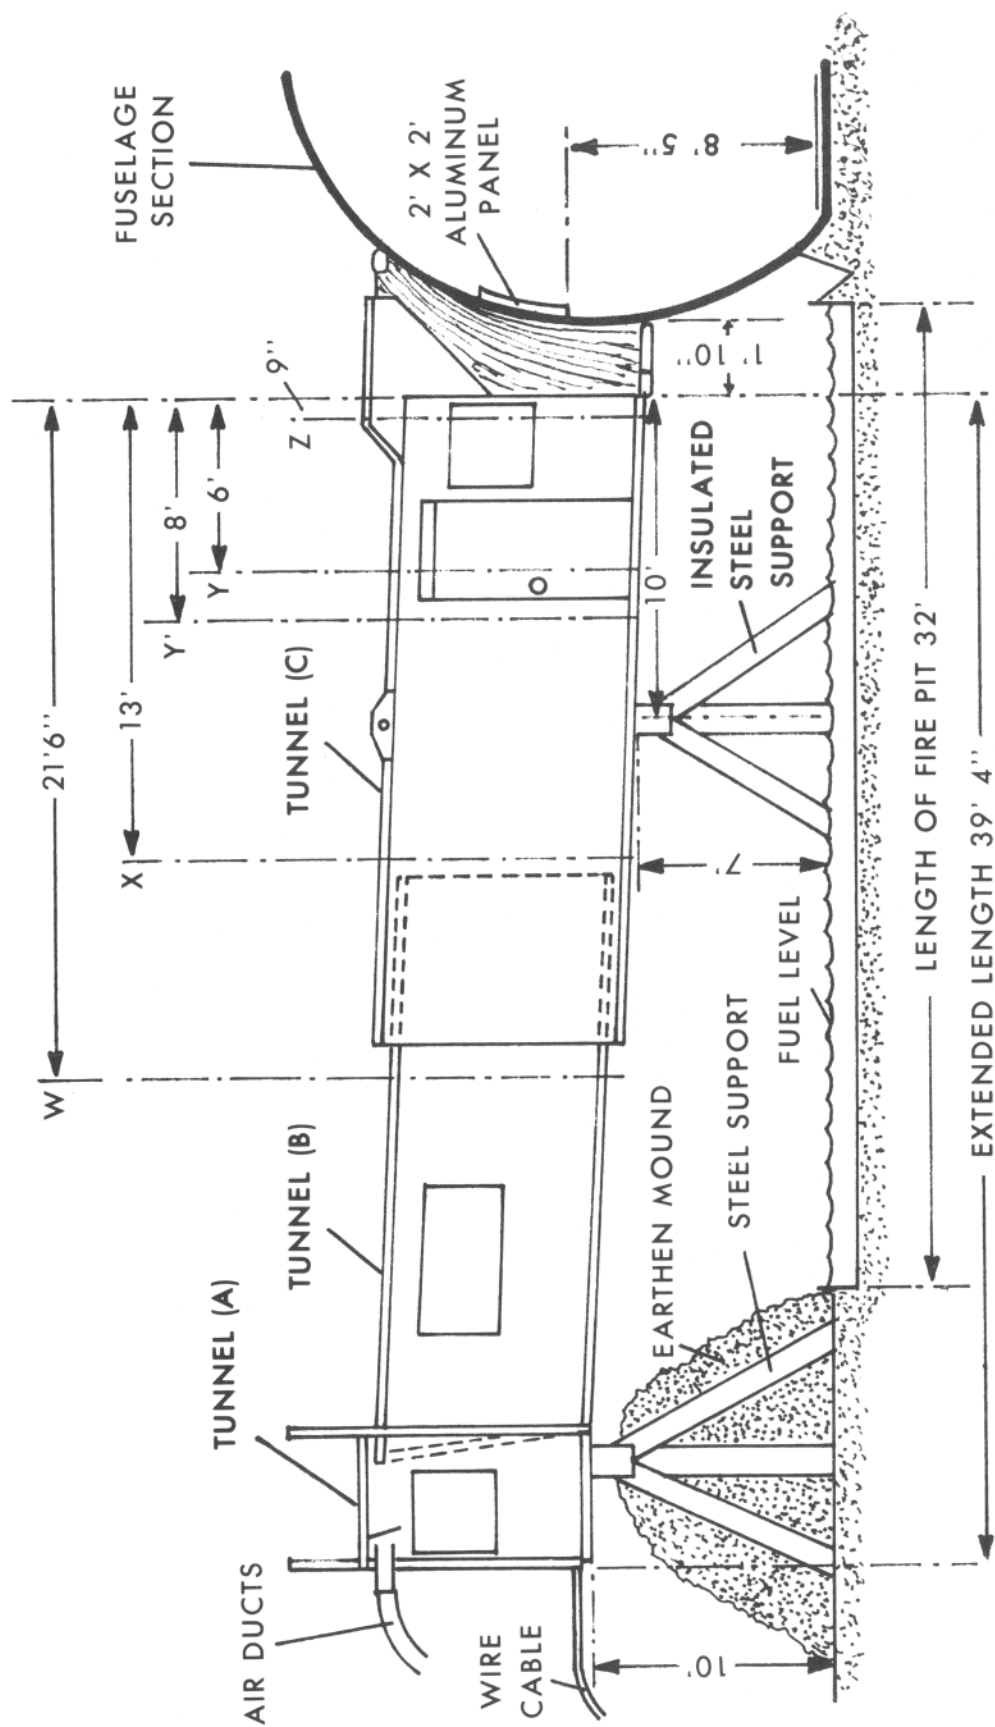 FUSELAGE
SECTION
2' X 2'
ALUMINUM
PANEL
8' 5"
1' 10"
9"
Z
21'6"
13'
8'
6'
Y
Y'
X
W
TUNNEL (C)
10'
INSULATED
STEEL
SUPPORT
7'
TUNNEL (B)
TUNNEL (A)
FUEL LEVEL
EARTHEN MOUND
STEEL SUPPORT
AIR DUCTS
WIRE
CABLE
10'
LENGTH OF FIRE PIT 32'
EXTENDED LENGTH 39' 4"